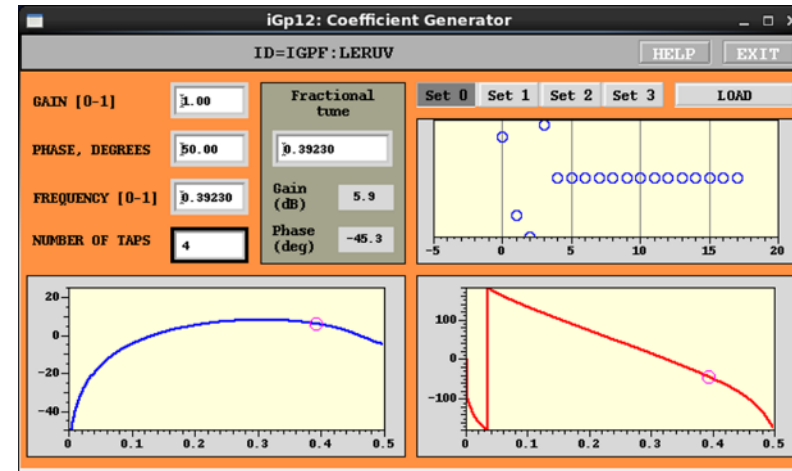 iGp12: Coefficient Generator
ID=IGPF:LERUV
HELP EXIT
GAIN [0-1] 1.00
PHASE, DEGREES 50.00
FREQUENCY [0-1] 0.39230
NUMBER OF TAPS 4
Fractional
tune
0.39230
Gain
(dB) 5.9
Phase
(deg) -45.3
Set 0 Set 1 Set 2 Set 3 LOAD
-5 0 5 10 15 20
20
0
-20
-40
0 0.1 0.2 0.3 0.4 0.5
100
0
-100
0 0.1 0.2 0.3 0.4 0.5